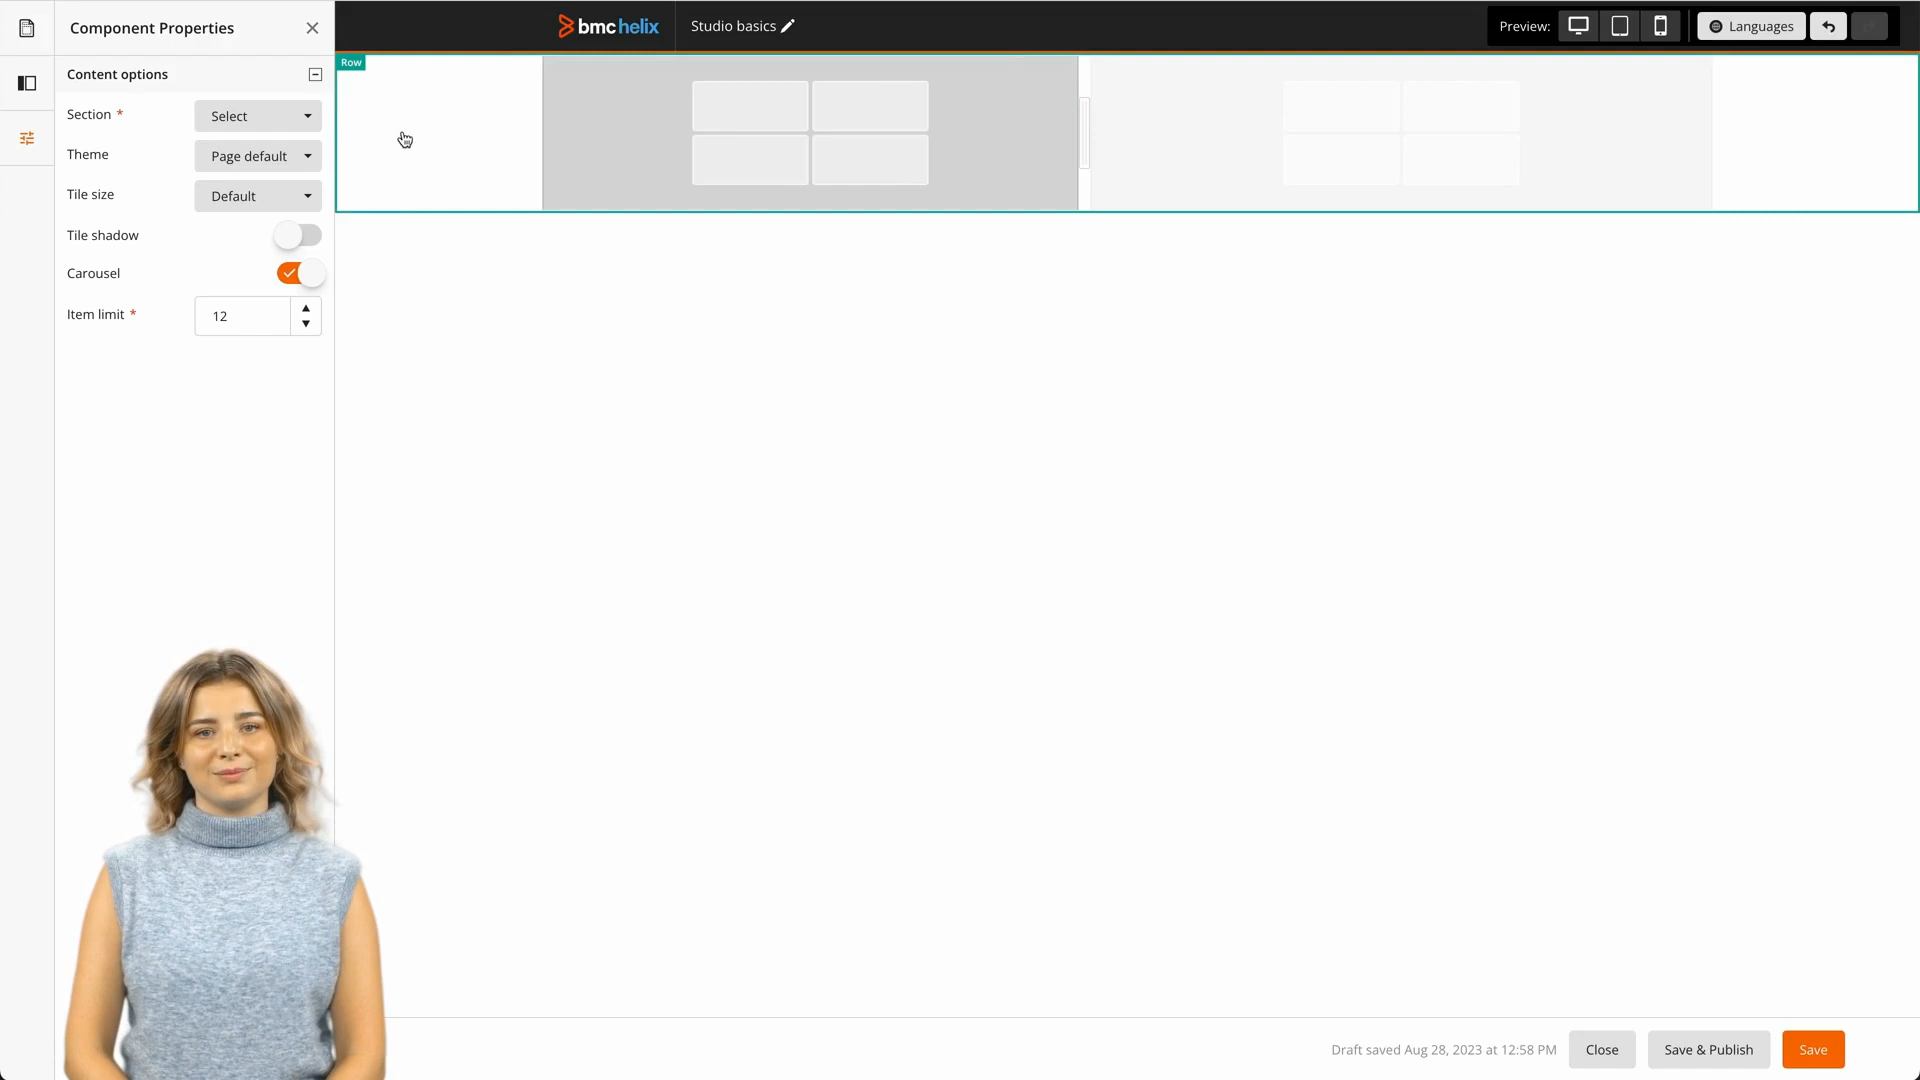 Component Properties
bmc helix
Studio basics
Preview:
Languages
Content options
Row
Section *
Select
Theme
Page default
Tile size
Default
Tile shadow
Carousel
Item limit *
12
Draft saved Aug 28, 2023 at 12:58 PM
Close
Save & Publish
Save